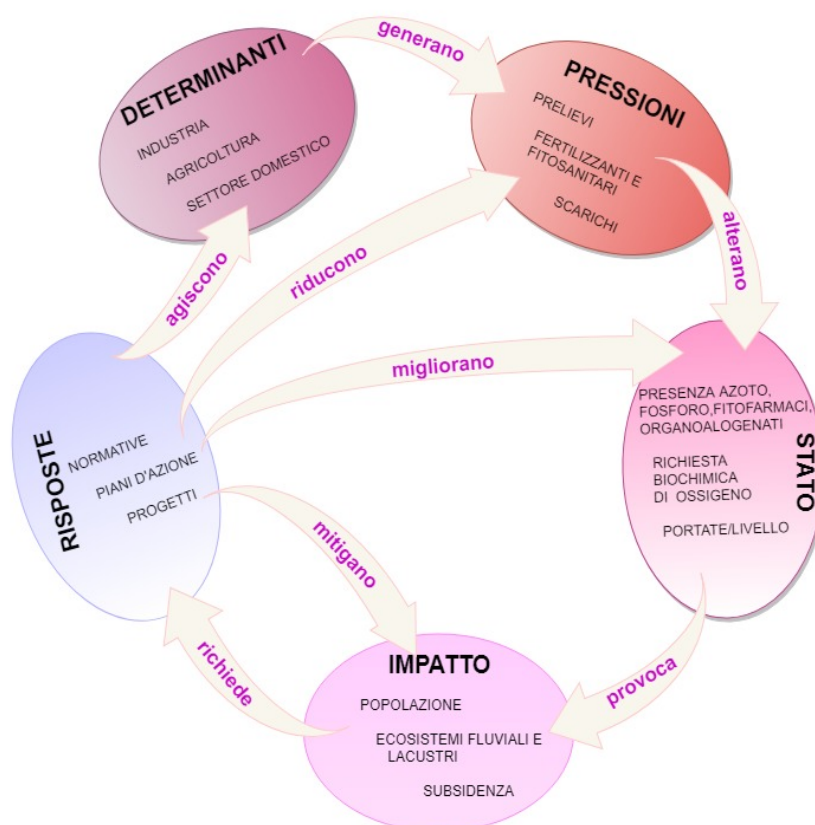 generano
DETERMINANTI
INDUSTRIA
AGRICOLTURA
SETTORE DOMESTICO
PRESSIONI
PRELIEVI
FERTILIZZANTI E
FITOSANITARI
SCARICHI
alterano
agiscono
riducono
migliorano
PRESENZA AZOTO,
FOSFORO,FITOFARMACI,
ORGANOALOGENATI
RICHIESTA
BIOCHIMICA
DI OSSIGENO
PORTATE/LIVELLO
STATO
RISPOSTE
NORMATIVE
PIANI D'AZIONE
PROGETTI
mitigano
richiede
provoca
IMPATTO
POPOLAZIONE
ECOSISTEMI FLUVIALI E
LACUSTRI
SUBSIDENZA